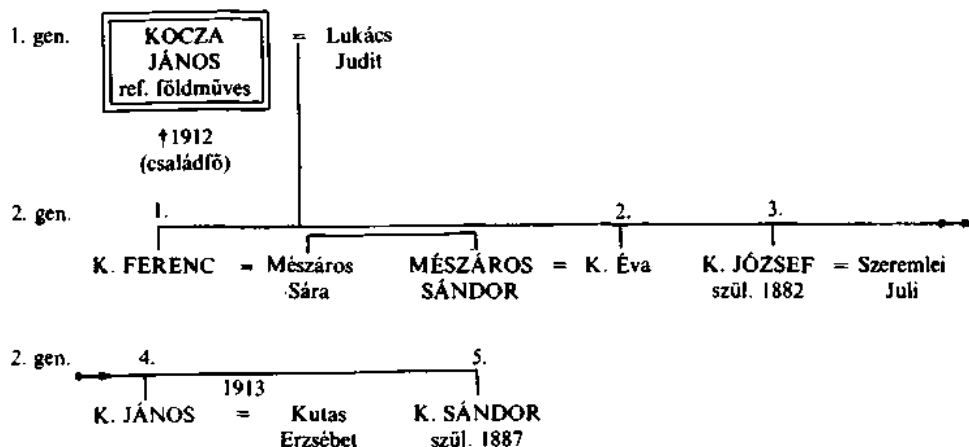 1. gen.
KOCZA
JÁNOS
ref. földmüves
= Lukács
Judit
†1912
(családfő)
2. gen.
1.
2.
3.
K. FERENC = Mészáros
Sára
MÉSZÁROS = K. Éva
SÁNDOR
K. JÓZSEF = Szeremlei
szül. 1882
Juli
2. gen.
4.
5.
1913
K. JÁNOS = Kutas
Erzsébet
K. SÁNDOR
szül. 1887